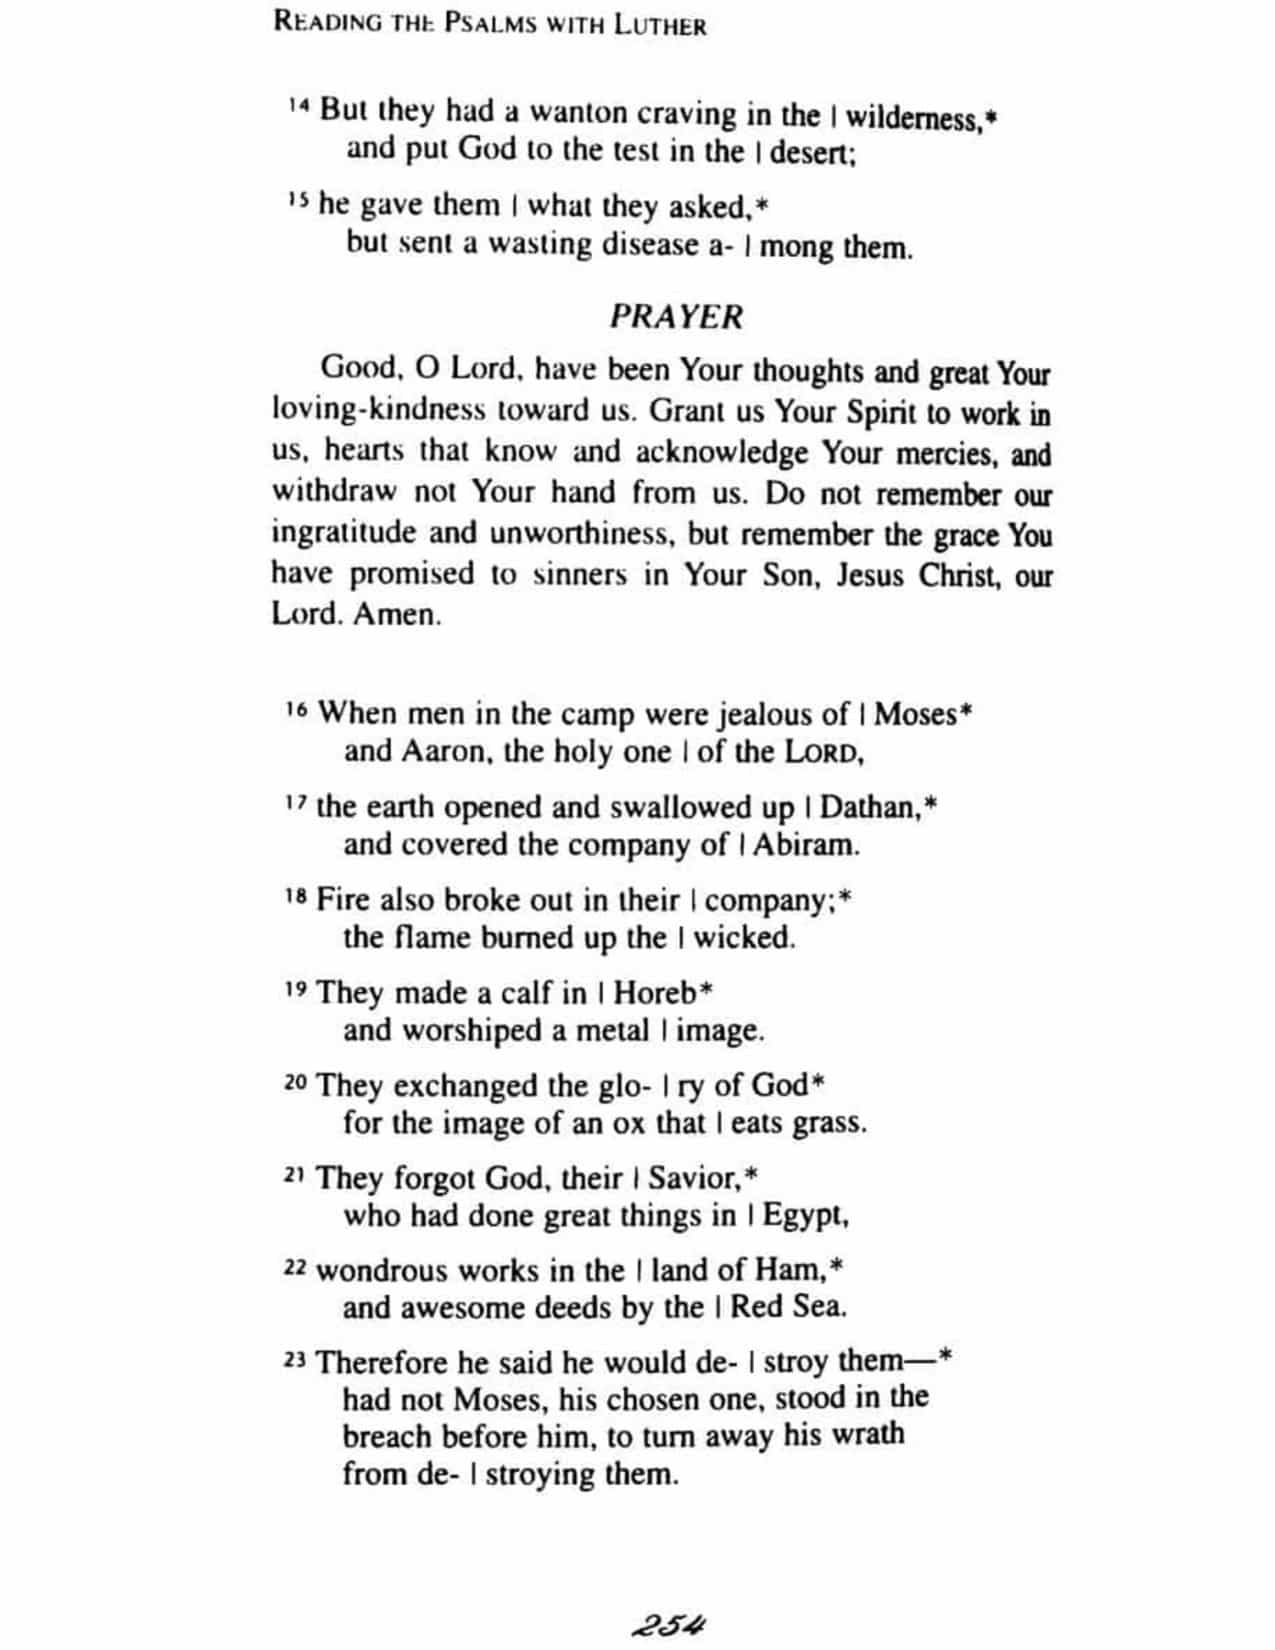 READING THE PSALMS WITH LUTHER
14 But they had a wanton craving in the | wilderness,*
and put God to the test in the | desert;
15 he gave them | what they asked,*
but sent a wasting disease a- | mong them.
PRAYER
Good, O Lord, have been Your thoughts and great Your
loving-kindness toward us. Grant us Your Spirit to work in
us, hearts that know and acknowledge Your mercies, and
withdraw not Your hand from us. Do not remember our
ingratitude and unworthiness, but remember the grace You
have promised to sinners in Your Son, Jesus Christ, our
Lord. Amen.
16 When men in the camp were jealous of | Moses*
and Aaron, the holy one | of the LORD,
17 the earth opened and swallowed up | Dathan,*
and covered the company of | Abiram.
18 Fire also broke out in their | company;*
the flame burned up the | wicked.
19 They made a calf in | Horeb*
and worshiped a metal | image.
20 They exchanged the glo- | ry of God*
for the image of an ox that | eats grass.
21 They forgot God, their | Savior,*
who had done great things in | Egypt,
22 wondrous works in the | land of Ham,*
and awesome deeds by the | Red Sea.
23 Therefore he said he would de- | stroy them—*
had not Moses, his chosen one, stood in the
breach before him, to turn away his wrath
from de- | stroying them.
254